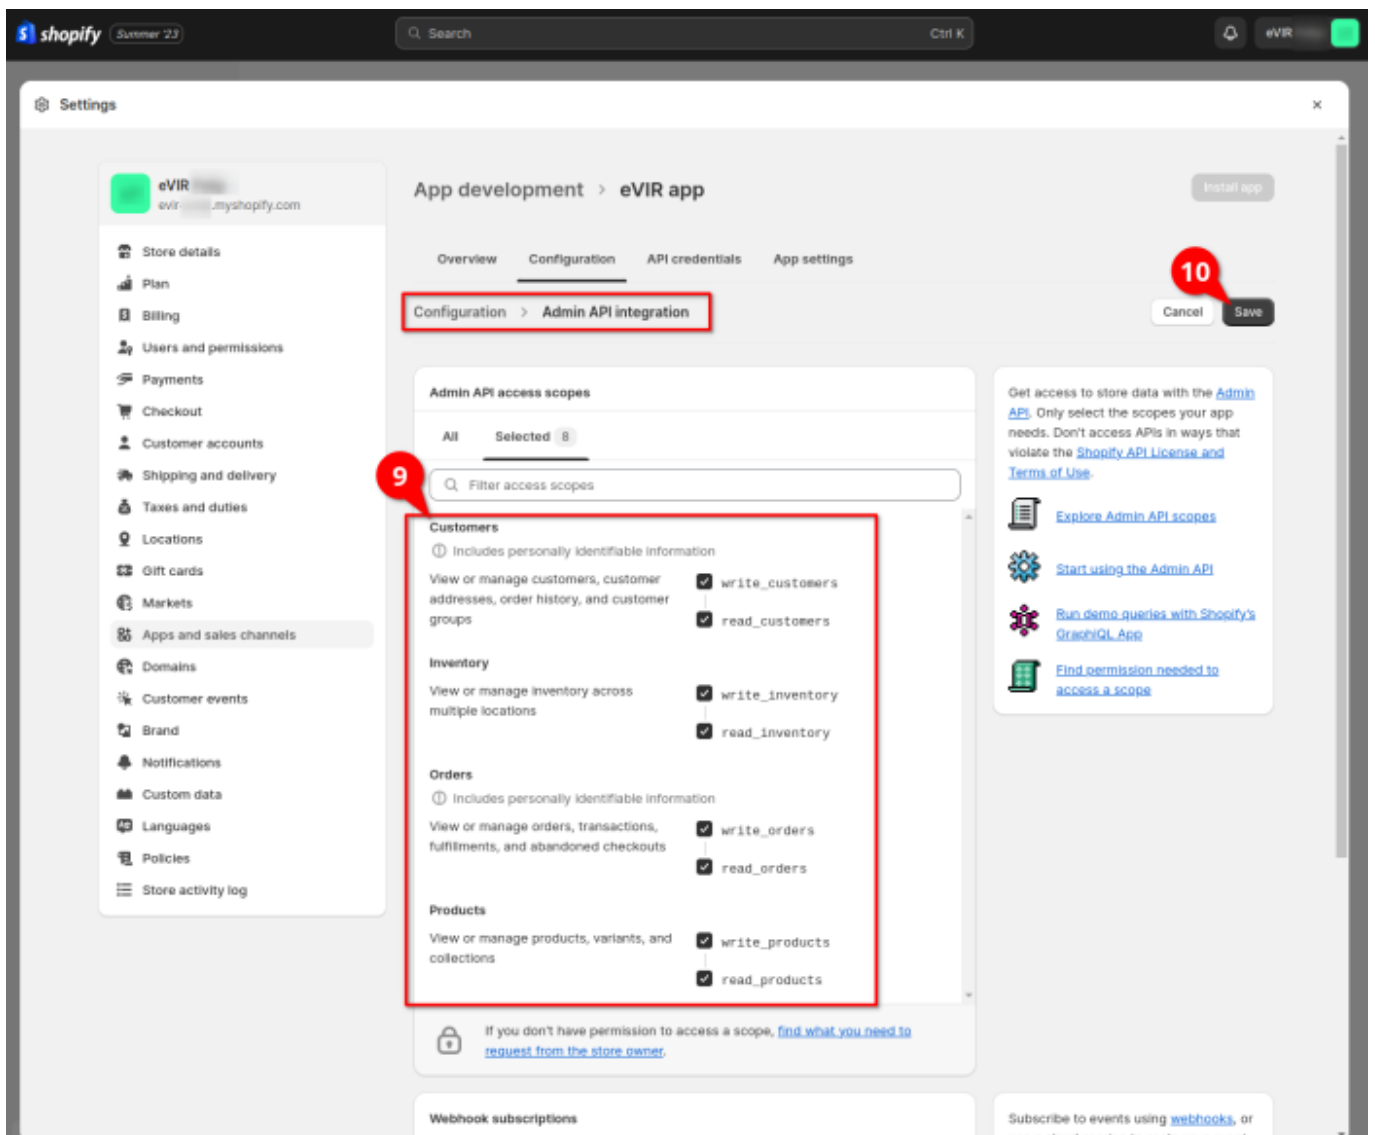 shopify Summer '23
Search Ctrl K
eVIR
Settings
eVIR
evir- .myshopify.com
Store details
Plan
Billing
Users and permissions
Payments
Checkout
Customer accounts
Shipping and delivery
Taxes and duties
Locations
Gift cards
Markets
Apps and sales channels
Domains
Customer events
Brand
Notifications
Custom data
Languages
Policies
Store activity log
App development > eVIR app
Install app
Overview Configuration API credentials App settings
10
Configuration > Admin API integration
Cancel Save
Admin API access scopes
All Selected 8
9
Filter access scopes
Customers
Includes personally identifiable information
View or manage customers, customer
addresses, order history, and customer
groups
write_customers
read_customers
Inventory
View or manage inventory across
multiple locations
write_inventory
read_inventory
Orders
Includes personally identifiable information
View or manage orders, transactions,
fulfillments, and abandoned checkouts
write_orders
read_orders
Products
View or manage products, variants, and
collections
write_products
read_products
If you don't have permission to access a scope, find what you need to
request from the store owner.
Get access to store data with the Admin
API. Only select the scopes your app
needs. Don't access APIs in ways that
violate the Shopify API License and
Terms of Use.
Explore Admin API scopes
Start using the Admin API
Run demo queries with Shopify's
GraphiQL App
Find permission needed to
access a scope
Webhook subscriptions
Subscribe to events using webhooks, or